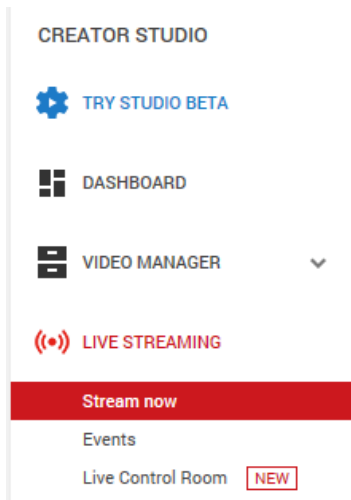 CREATOR STUDIO
TRY STUDIO BETA
DASHBOARD
VIDEO MANAGER
LIVE STREAMING
Stream now
Events
Live Control Room NEW